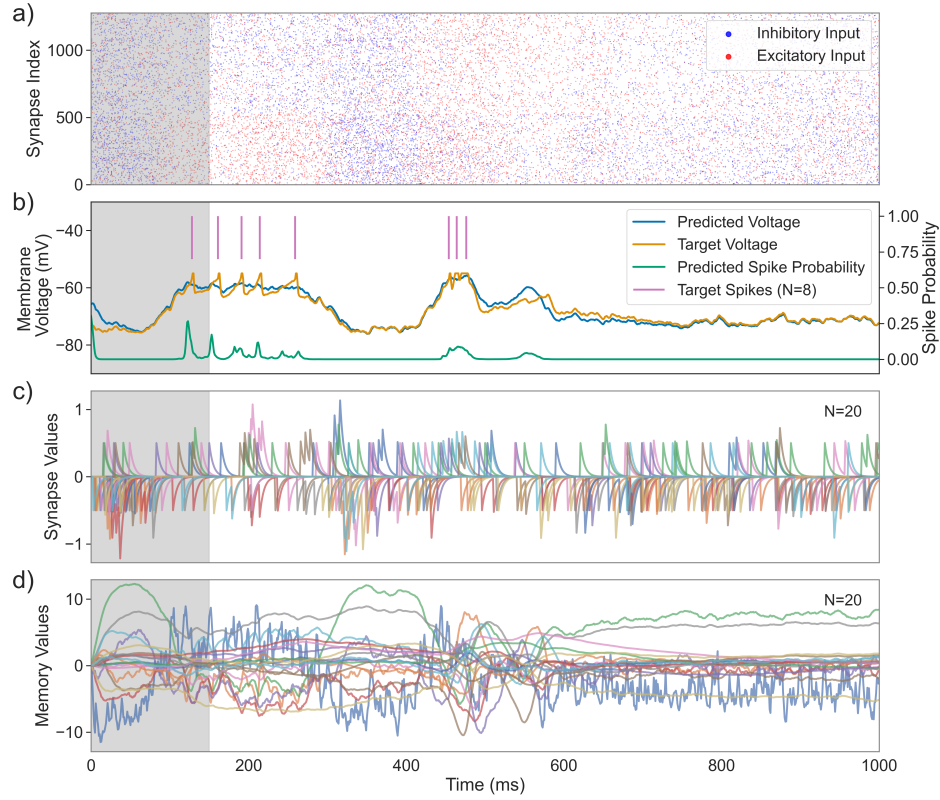 a)
Synapse Index
1000
500
0
Inhibitory Input
Excitatory Input
b)
Membrane
Voltage (mV)
−40
−60
−80
Predicted Voltage
Target Voltage
Predicted Spike Probability
Target Spikes (N=8)
1.00
0.75
0.50
0.25
0.00
Spike Probability
c)
Synapse Values
1
0
−1
N=20
d)
Memory Values
10
0
−10
N=20
0
200
400
600
800
1000
Time (ms)